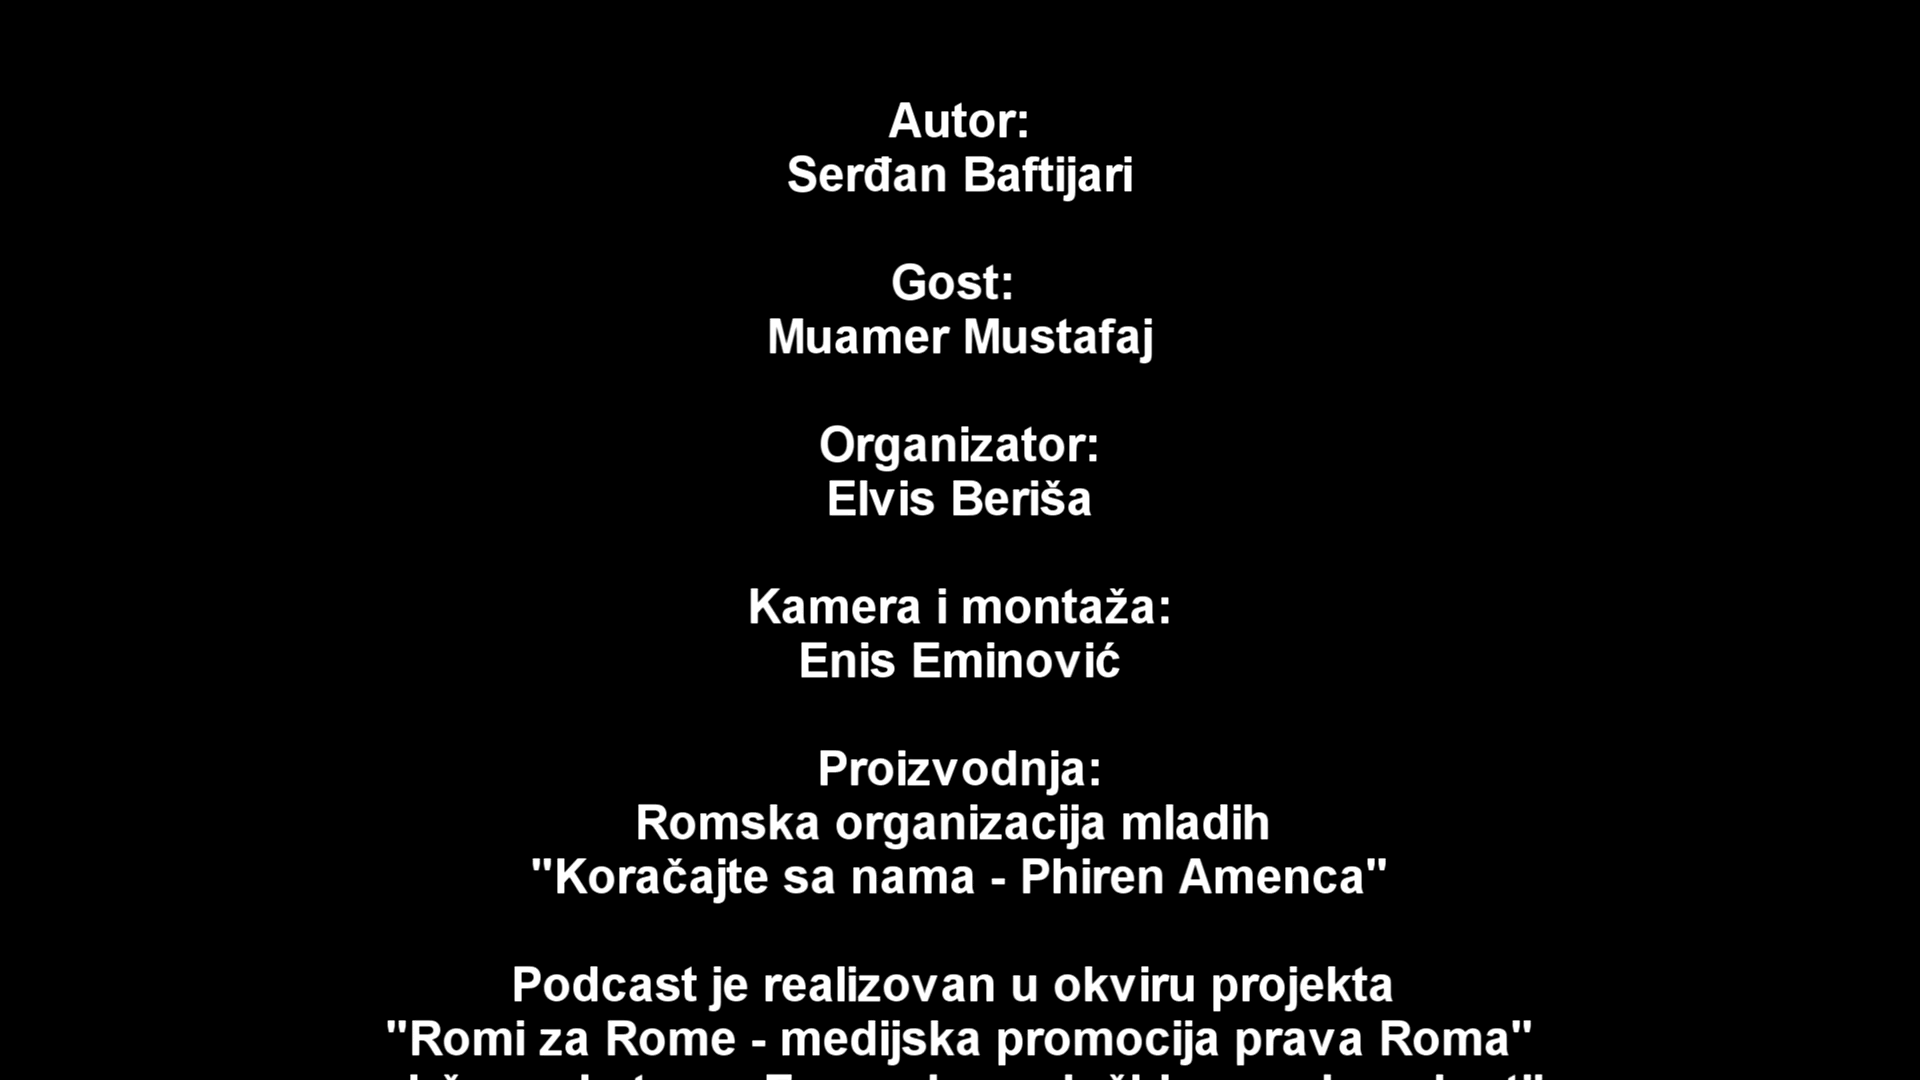 Autor:
Serđan Baftijari
Gost:
Muamer Mustafaj
Organizator:
Elvis Beriša
Kamera i montaža:
Enis Eminović
Proizvodnja:
Romska organizacija mladih
"Koračajte sa nama - Phiren Amenca"
Podcast je realizovan u okviru projekta
"Romi za Rome - medijska promocija prava Roma"